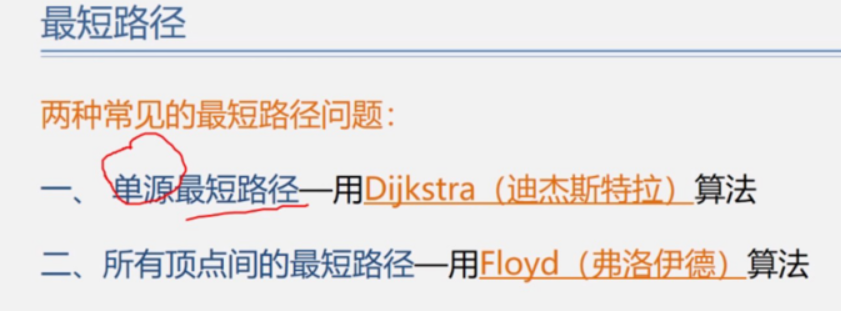 最短路径
两种常见的最短路径问题：
一、 单源最短路径—用Dijkstra（迪杰斯特拉）算法
二、所有顶点间的最短路径—用Floyd（弗洛伊德）算法